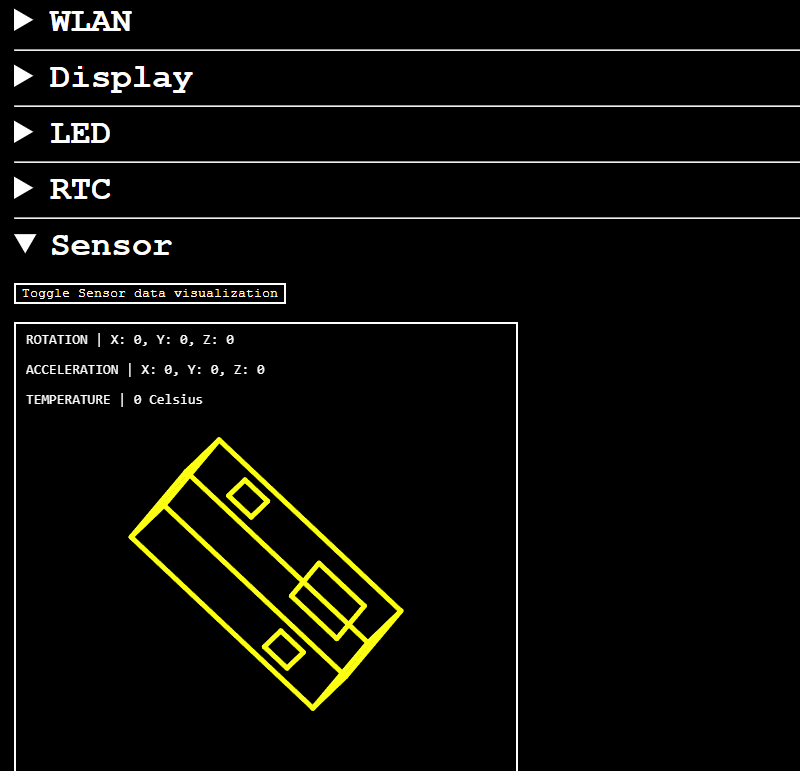 WLAN
Display
LED
RTC
Sensor
Toggle Sensor data visualization
ROTATION | X: 0, Y: 0, Z: 0
ACCELERATION | X: 0, Y: 0, Z: 0
TEMPERATURE | 0 Celsius